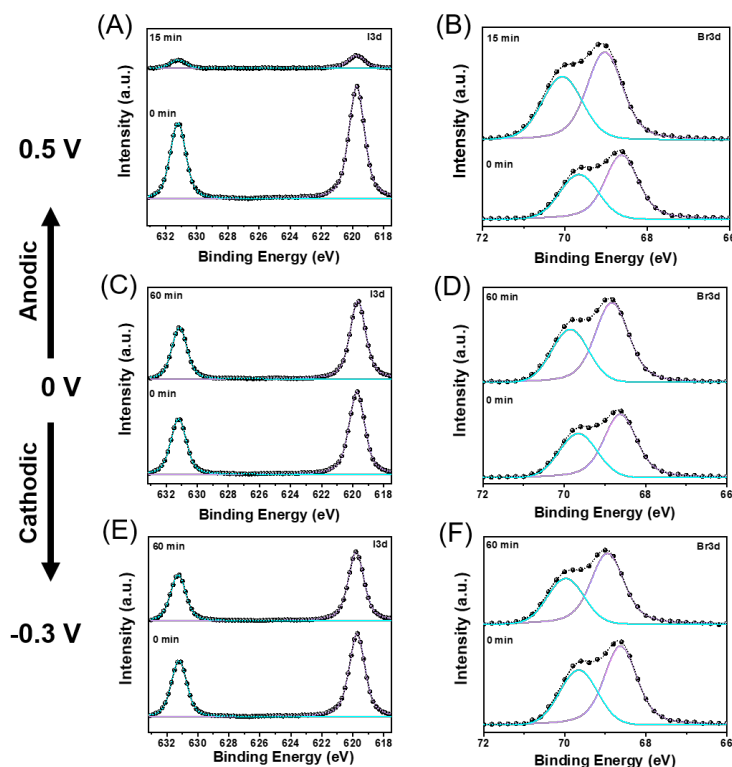 (A)
15 min
I3d
0 min
Intensity (a.u.)
632 630 628 626 624 622 620 618
Binding Energy (eV)
(B)
15 min
Br3d
0 min
Intensity (a.u.)
72 70 68 66
Binding Energy (eV)
0.5 V
Anodic
(C)
60 min
I3d
0 min
Intensity (a.u.)
632 630 628 626 624 622 620 618
Binding Energy (eV)
(D)
60 min
Br3d
0 min
Intensity (a.u.)
72 70 68 66
Binding Energy (eV)
0 V
Cathodic
(E)
60 min
I3d
0 min
Intensity (a.u.)
632 630 628 626 624 622 620 618
Binding Energy (eV)
(F)
60 min
Br3d
0 min
Intensity (a.u.)
72 70 68 66
Binding Energy (eV)
-0.3 V